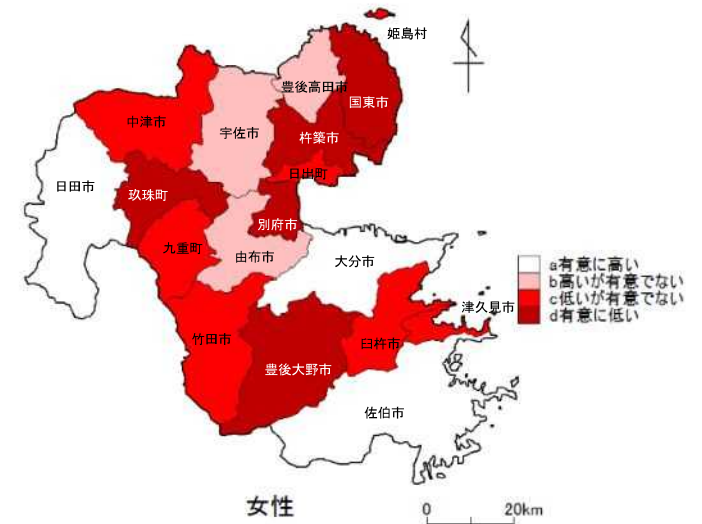 姫島村
豊後高田市
国東市
中津市
宇佐市
杵築市
日出町
日田市
玖珠町
別府市
九重町
由布市
大分市
a有意に高い
b高いが有意でない
c低いが有意でない
d有意に低い
津久見市
竹田市
臼杵市
豊後大野市
佐伯市
女性
0 20km